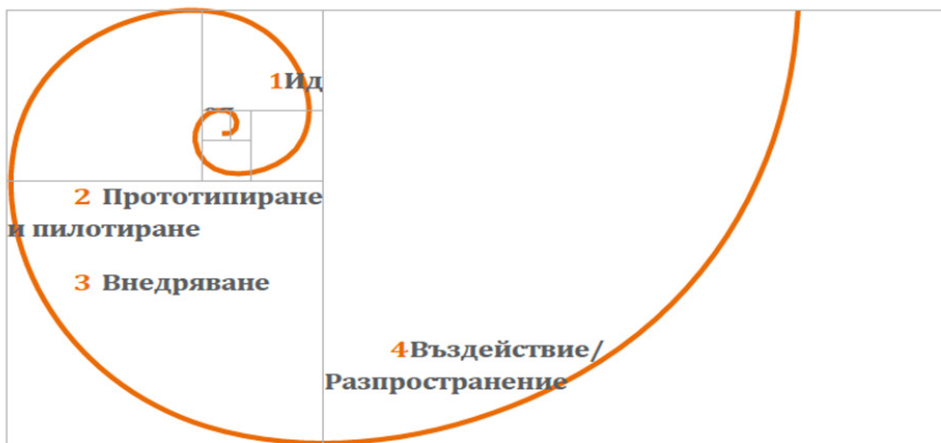 1Ид
2 Прототипиране
и пилотиране
3 Внедряване
4Въздействие/
Разпространение